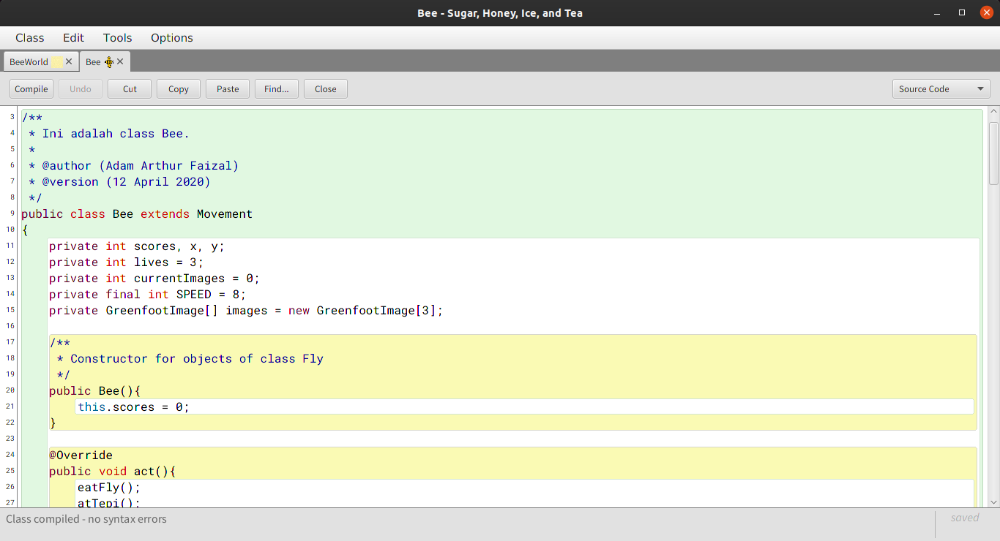 Bee - Sugar, Honey, Ice, and Tea
Class Edit Tools Options
BeeWorld Bee
Compile Undo Cut Copy Paste Find... Close Source Code
3 /**
4  * Ini adalah class Bee.
5  *
6  * @author (Adam Arthur Faizal)
7  * @version (12 April 2020)
8  */
9 public class Bee extends Movement
10 {
11     private int scores, x, y;
12     private int lives = 3;
13     private int currentImages = 0;
14     private final int SPEED = 8;
15     private GreenfootImage[] images = new GreenfootImage[3];
16
17     /**
18      * Constructor for objects of class Fly
19      */
20     public Bee(){
21         this.scores = 0;
22     }
23
24     @Override
25     public void act(){
26         eatFly();
27         atTepi();
Class compiled - no syntax errors
saved